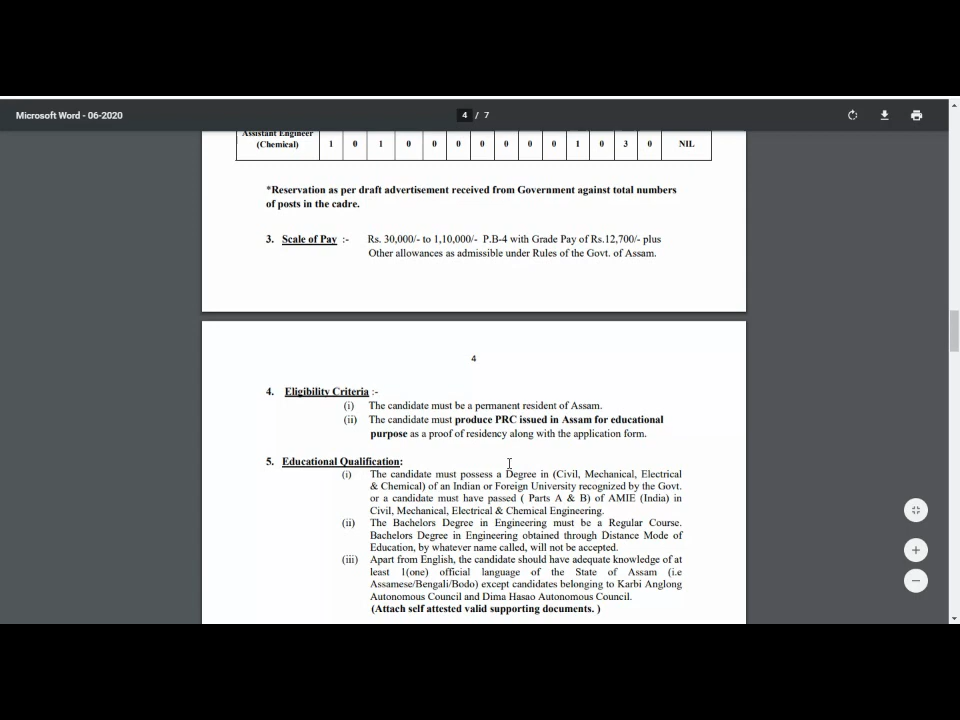 Microsoft Word - 06-2020
4 / 7
Assistant Engineer
(Chemical) 1 0 1 0 0 0 0 0 0 0 1 0 3 0 NIL
*Reservation as per draft advertisement received from Government against total numbers
of posts in the cadre.
3. Scale of Pay :- Rs. 30,000/- to 1,10,000/- P.B-4 with Grade Pay of Rs.12,700/- plus
Other allowances as admissible under Rules of the Govt. of Assam.
4
4. Eligibility Criteria :-
(i) The candidate must be a permanent resident of Assam.
(ii) The candidate must produce PRC issued in Assam for educational
purpose as a proof of residency along with the application form.
5. Educational Qualification:
(i) The candidate must possess a Degree in (Civil, Mechanical, Electrical
& Chemical) of an Indian or Foreign University recognized by the Govt.
or a candidate must have passed ( Parts A & B) of AMIE (India) in
Civil, Mechanical, Electrical & Chemical Engineering.
(ii) The Bachelors Degree in Engineering must be a Regular Course.
Bachelors Degree in Engineering obtained through Distance Mode of
Education, by whatever name called, will not be accepted.
(iii) Apart from English, the candidate should have adequate knowledge of at
least 1(one) official language of the State of Assam (i.e
Assamese/Bengali/Bodo) except candidates belonging to Karbi Anglong
Autonomous Council and Dima Hasao Autonomous Council.
(Attach self attested valid supporting documents. )